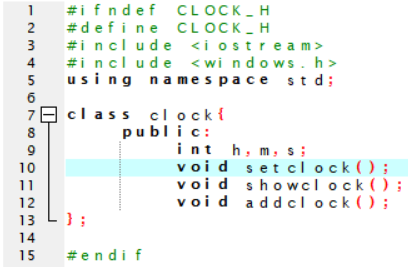 1 #ifndef CLOCK_H
2 #define CLOCK_H
3 #include <iostream>
4 #include <windows.h>
5 using namespace std;
6
7 class clock{
8 public:
9 int h,m,s;
10 void setclock();
11 void showclock();
12 void addclock();
13 };
14
15 #endif